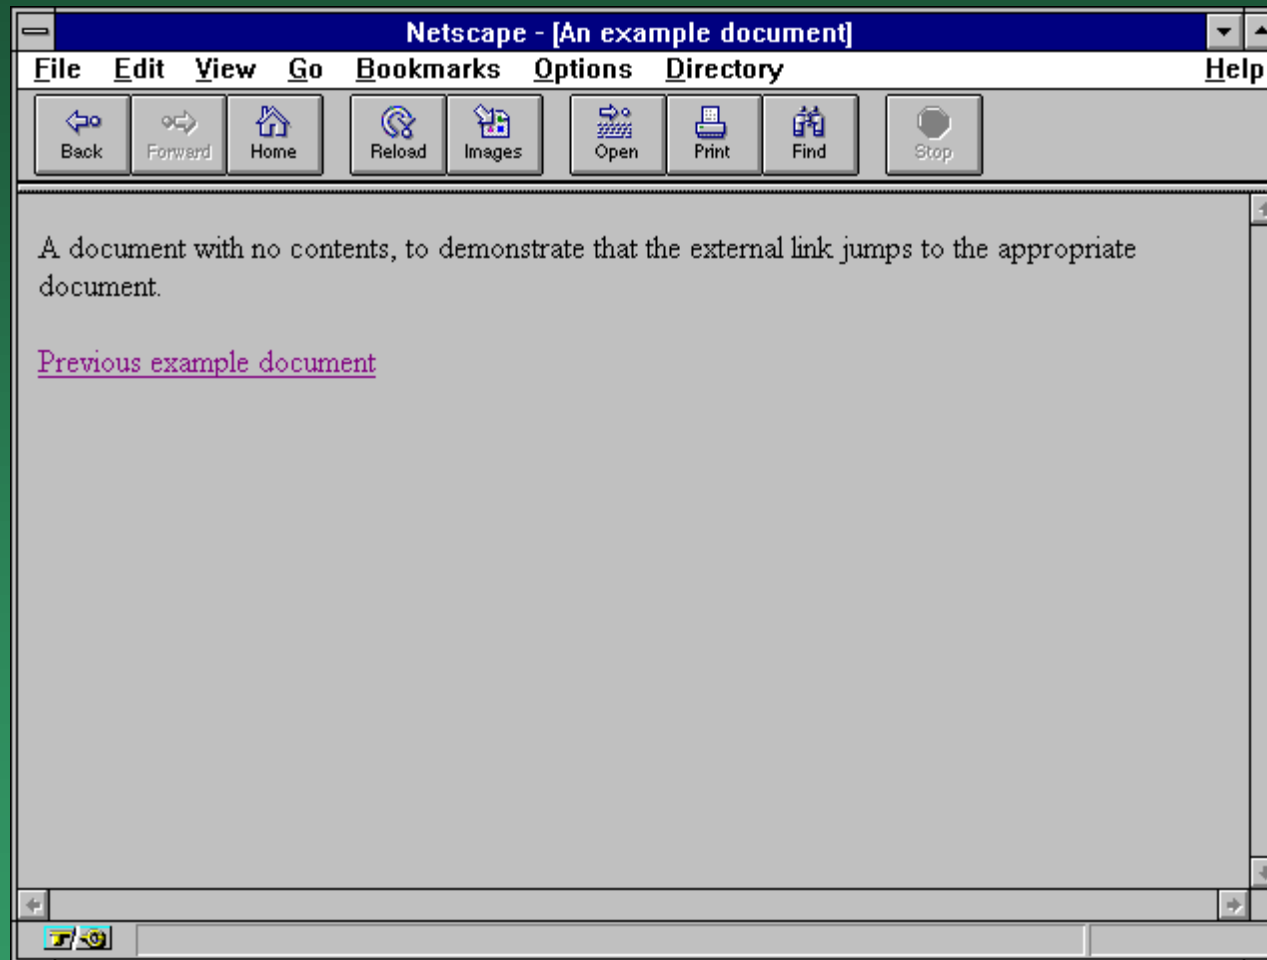 Netscape - [An example document]
File Edit View Go Bookmarks Options Directory Help
Back Forward Home Reload Images Open Print Find Stop
A document with no contents, to demonstrate that the external link jumps to the appropriate
document.
Previous example document